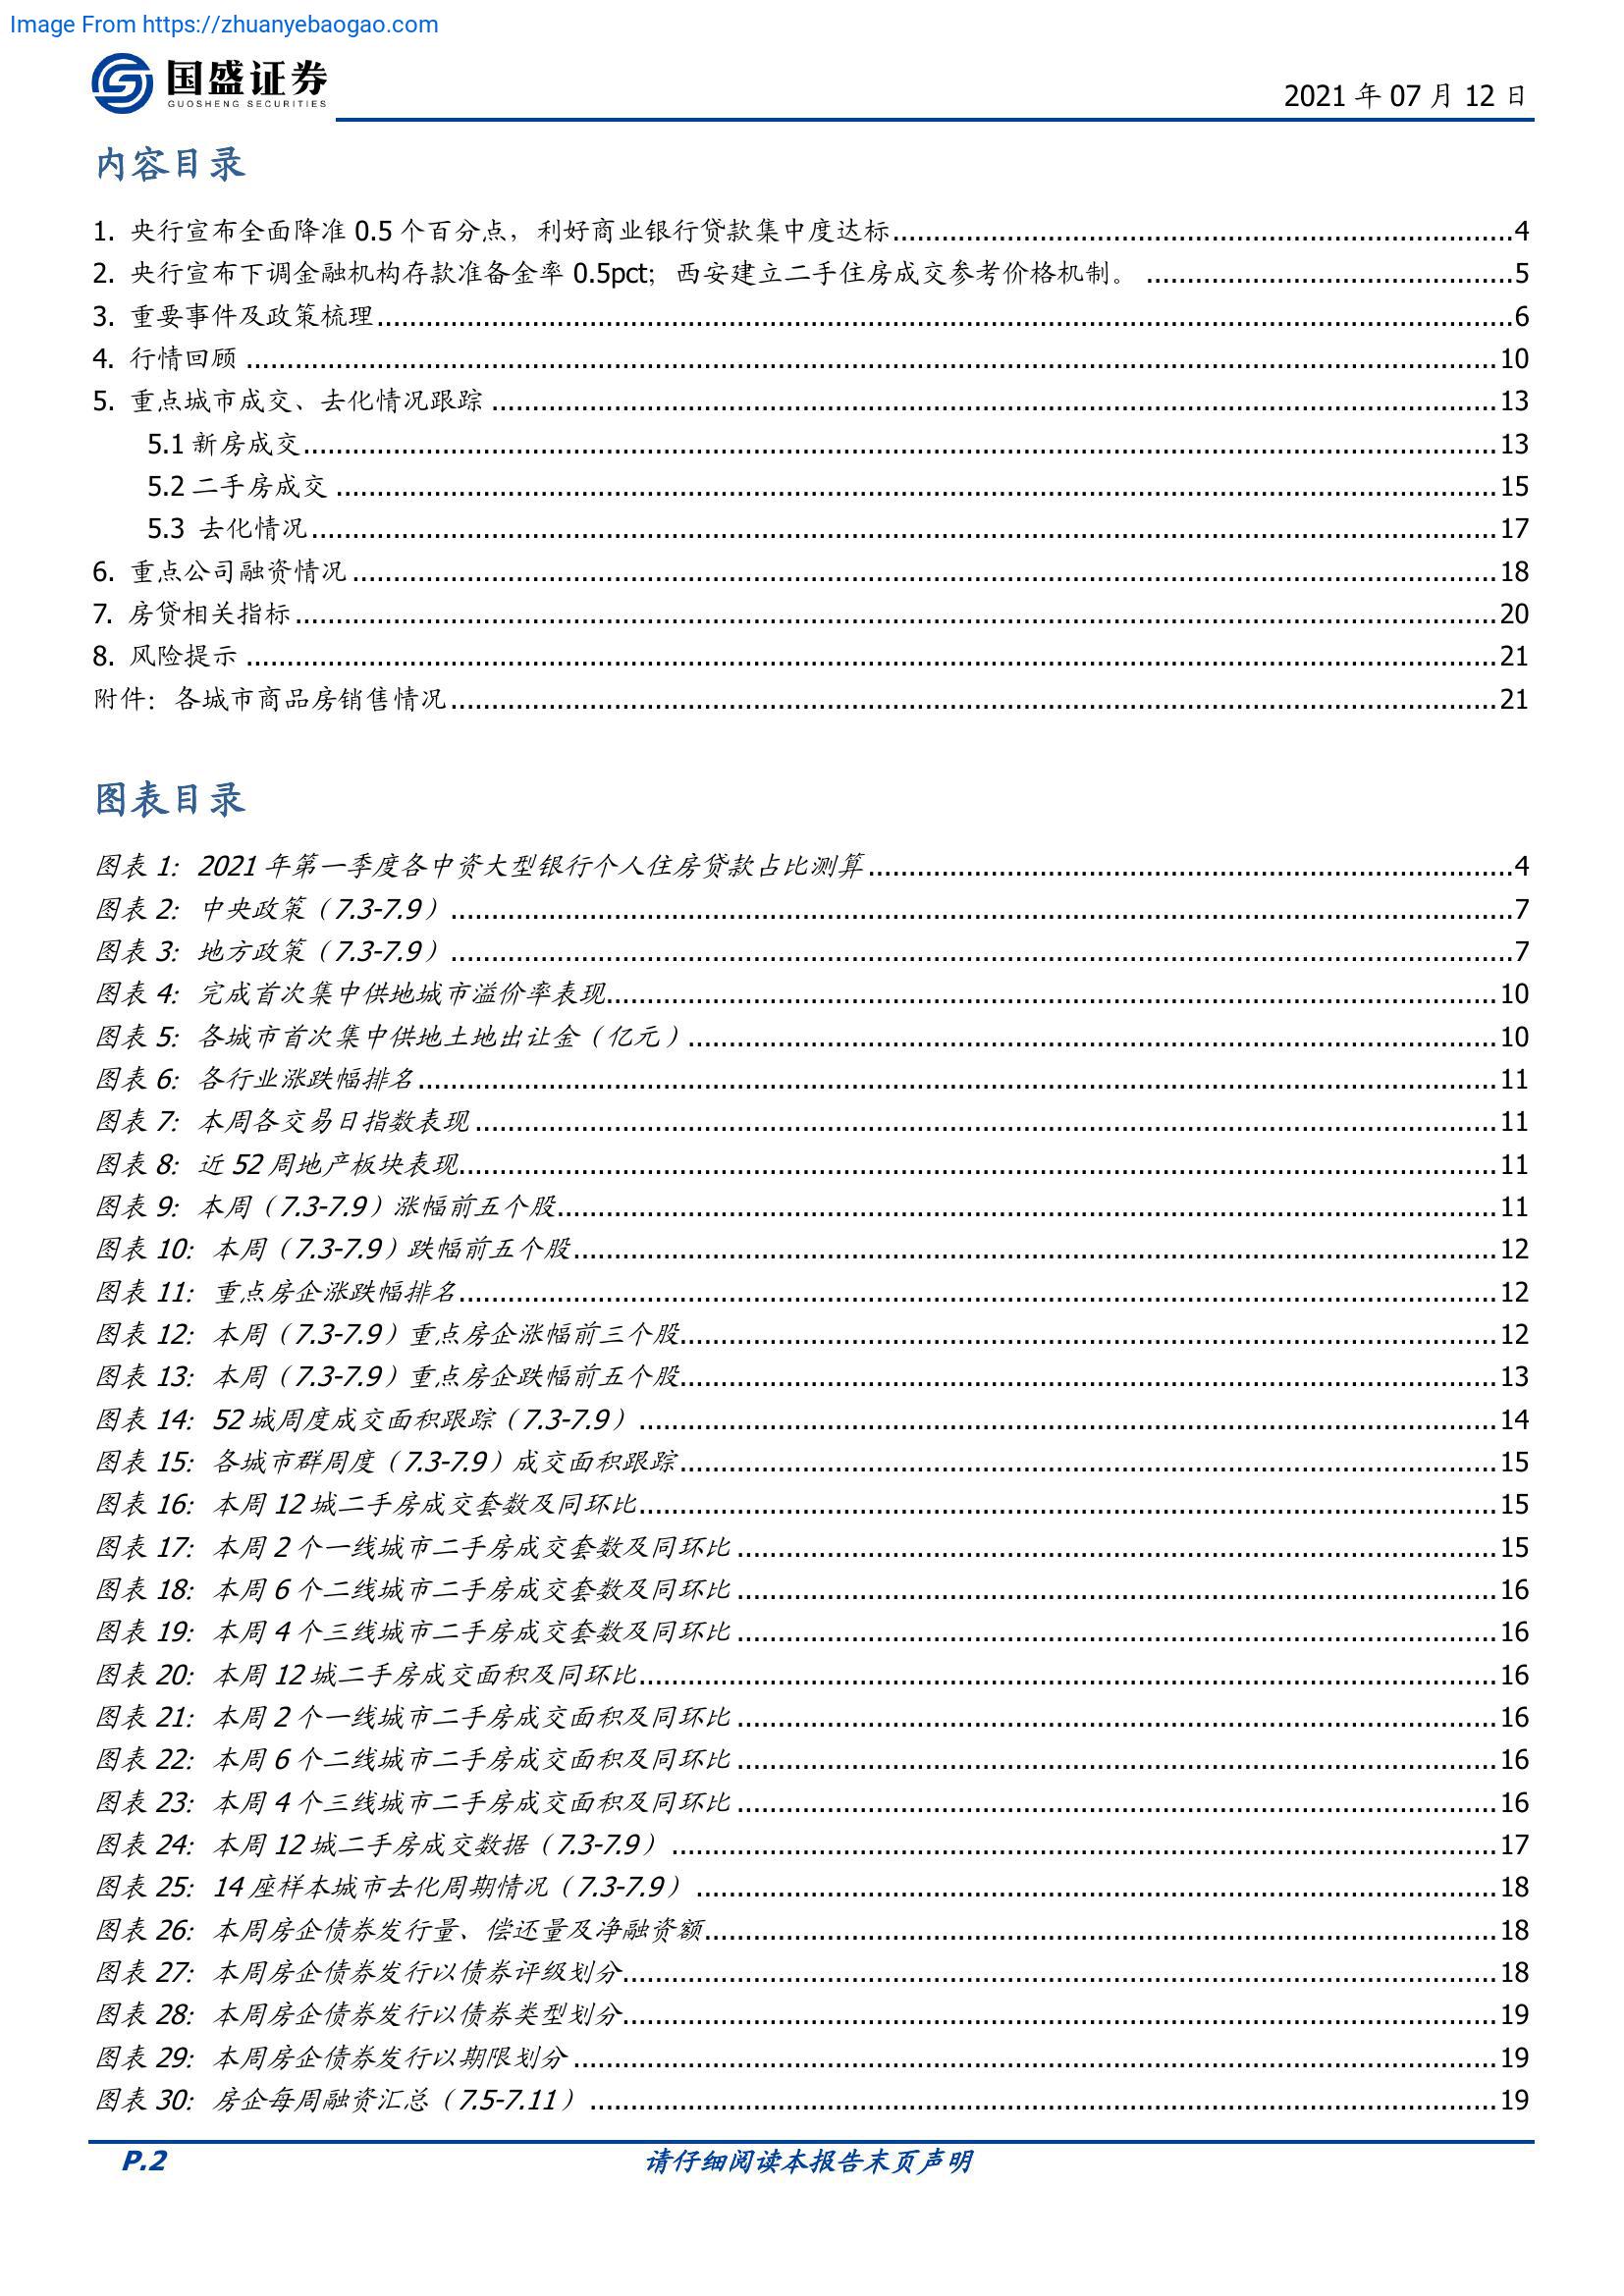 Image From https://zhuanyebaogao.com
国盛证券
GUOSHENG SECURITIES
2021 年 07 月 12 日
内容目录
1. 央行宣布全面降准 0.5 个百分点，利好商业银行贷款集中度达标...4
2. 央行宣布下调金融机构存款准备金率 0.5pct；西安建立二手住房成交参考价格机制。 ...5
3. 重要事件及政策梳理...6
4. 行情回顾 ...10
5. 重点城市成交、去化情况跟踪 ...13
5.1 新房成交...13
5.2 二手房成交 ...15
5.3 去化情况...17
6. 重点公司融资情况...18
7. 房贷相关指标...20
8. 风险提示 ...21
附件：各城市商品房销售情况...21
图表目录
图表 1：2021 年第一季度各中资大型银行个人住房贷款占比测算...4
图表 2：中央政策（7.3-7.9）...7
图表 3：地方政策（7.3-7.9）...7
图表 4：完成首次集中供地城市溢价率表现...10
图表 5：各城市首次集中供地土地出让金（亿元）...10
图表 6：各行业涨跌幅排名...11
图表 7：本周各交易日指数表现...11
图表 8：近 52 周地产板块表现...11
图表 9：本周（7.3-7.9）涨幅前五个股...11
图表 10：本周（7.3-7.9）跌幅前五个股...12
图表 11：重点房企涨跌幅排名...12
图表 12：本周（7.3-7.9）重点房企涨幅前三个股...12
图表 13：本周（7.3-7.9）重点房企跌幅前五个股...13
图表 14：52 城周度成交面积跟踪（7.3-7.9）...14
图表 15：各城市群周度（7.3-7.9）成交面积跟踪...15
图表 16：本周 12 城二手房成交套数及同环比...15
图表 17：本周 2 个一线城市二手房成交套数及同环比...15
图表 18：本周 6 个二线城市二手房成交套数及同环比...16
图表 19：本周 4 个三线城市二手房成交套数及同环比...16
图表 20：本周 12 城二手房成交面积及同环比...16
图表 21：本周 2 个一线城市二手房成交面积及同环比...16
图表 22：本周 6 个二线城市二手房成交面积及同环比...16
图表 23：本周 4 个三线城市二手房成交面积及同环比...16
图表 24：本周 12 城二手房成交数据（7.3-7.9）...17
图表 25：14 座样本城市去化周期情况（7.3-7.9）...18
图表 26：本周房企债券发行量、偿还量及净融资额...18
图表 27：本周房企债券发行以债券评级划分...18
图表 28：本周房企债券发行以债券类型划分...19
图表 29：本周房企债券发行以期限划分...19
图表 30：房企每周融资汇总（7.5-7.11）...19
P.2
请仔细阅读本报告末页声明